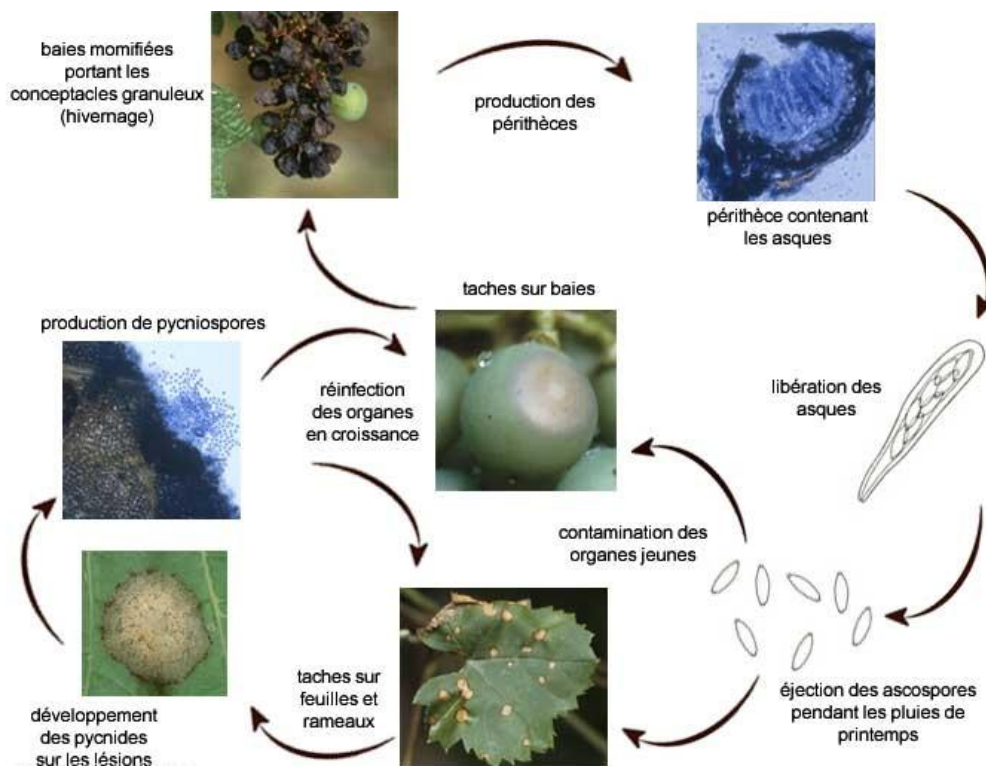 baies momifiées
portant les
conceptacles granuleux
(hivernage)
production des
périthèces
périthèce contenant
les asques
taches sur baies
production de pycniospores
réinfection
des organes
en croissance
libération des
asques
contamination des
organes jeunes
taches sur
feuilles et
rameaux
éjection des ascospores
pendant les pluies de
printemps
développement
des pycnides
sur les lésions